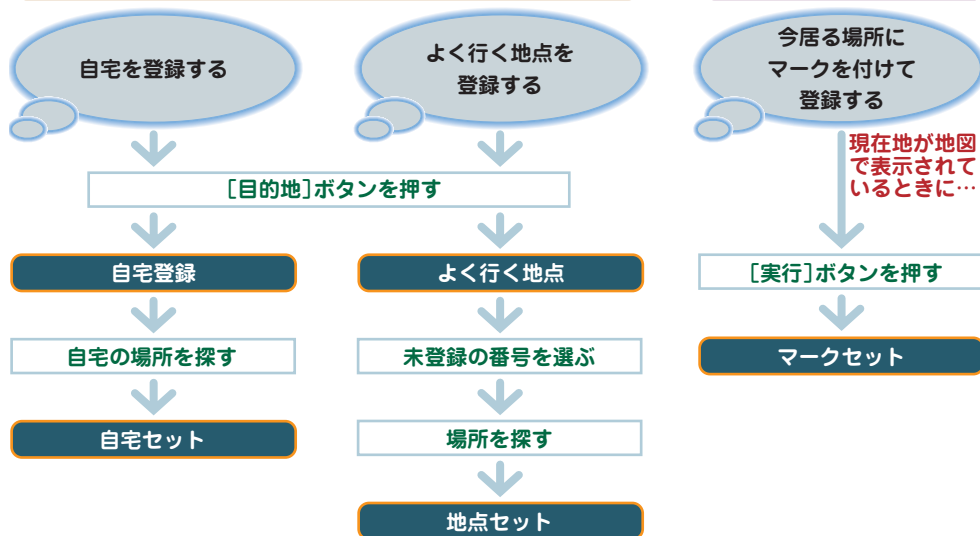 自宅を登録する
よく行く地点を
登録する
今居る場所に
マークを付けて
登録する
現在地が地図
で表示されて
いるときに…
[目的地]ボタンを押す
自宅登録
よく行く地点
[実行]ボタンを押す
自宅の場所を探す
未登録の番号を選ぶ
マークセット
自宅セット
場所を探す
地点セット